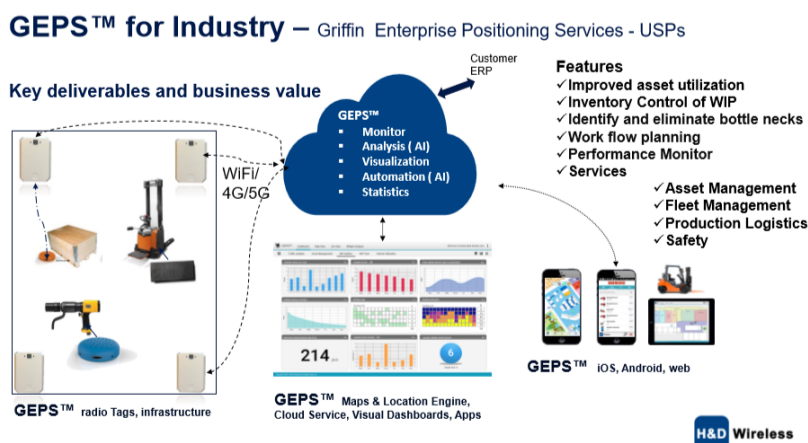 GEPS™ for Industry – Griffin Enterprise Positioning Services - USPs
Customer
ERP
Key deliverables and business value
Features
✓Improved asset utilization
✓Inventory Control of WIP
✓Identify and eliminate bottle necks
✓Work flow planning
✓Performance Monitor
✓Services
✓Asset Management
✓Fleet Management
✓Production Logistics
✓Safety
GEPS™
▪ Monitor
▪ Analysis ( AI)
▪ Visualization
▪ Automation ( AI)
▪ Statistics
WiFi/
4G/5G
214
6
GEPS™ radio Tags, infrastructure
GEPS™ Maps & Location Engine,
Cloud Service, Visual Dashboards, Apps
GEPS™ iOS, Android, web
H&D Wireless